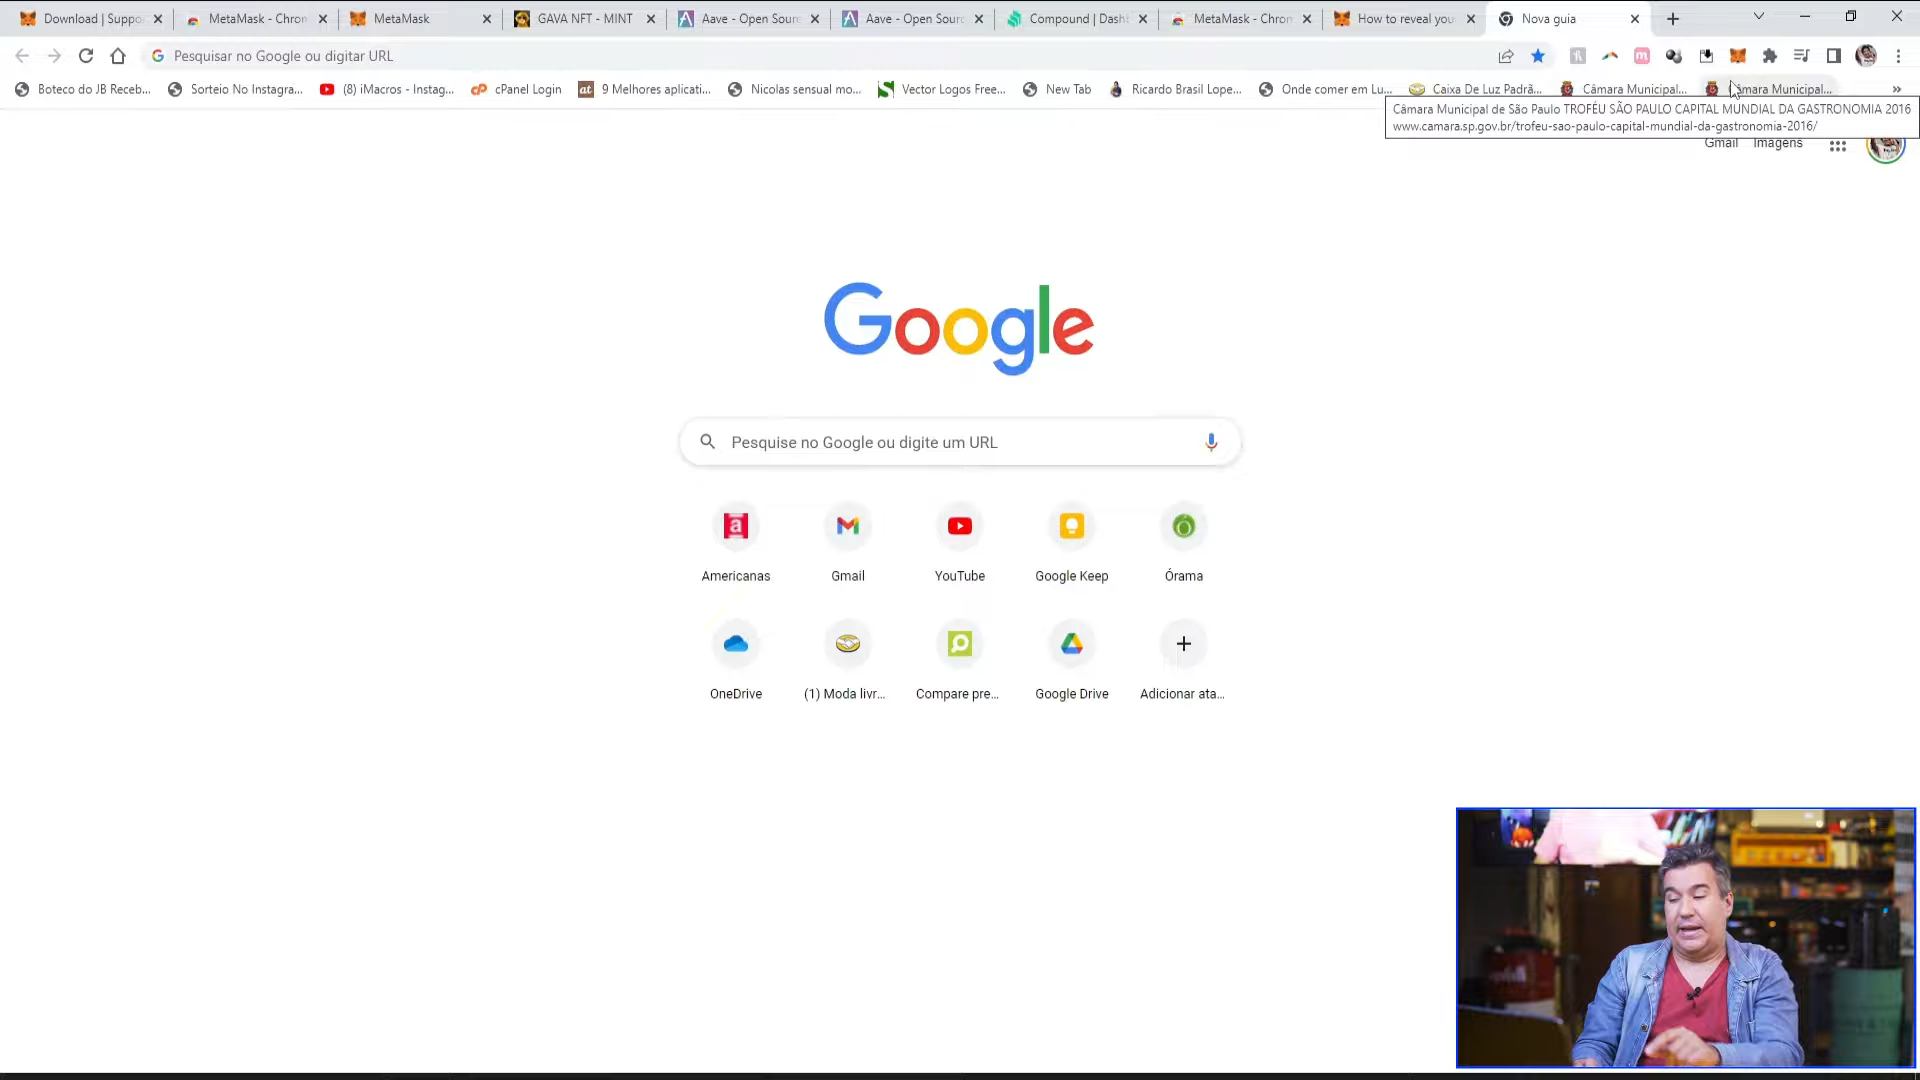 Download | Suppo
MetaMask - Chrom
MetaMask
GAVA NFT - MINT
Aave - Open Sourc
Aave - Open Sourc
Compound | Dash
MetaMask - Chrom
How to reveal you
Nova guia
Pesquisar no Google ou digitar URL
Boteco do JB Receb...
Sorteio No Instagra...
(8) iMacros - Instag...
cPanel Login
9 Melhores aplicati...
Nicolas sensual mo...
Vector Logos Free...
New Tab
Ricardo Brasil Lope...
Onde comer em Lu...
Caixa De Luz Padrã...
Câmara Municipal...
Câmara Municipal...
Câmara Municipal de São Paulo TROFÉU SÃO PAULO CAPITAL MUNDIAL DA GASTRONOMIA 2016
www.camara.sp.gov.br/trofeu-sao-paulo-capital-mundial-da-gastronomia-2016/
Gmail Imagens
Google
Pesquise no Google ou digite um URL
Americanas
Gmail
YouTube
Google Keep
Órama
OneDrive
(1) Moda livr...
Compare pre...
Google Drive
Adicionar ata...